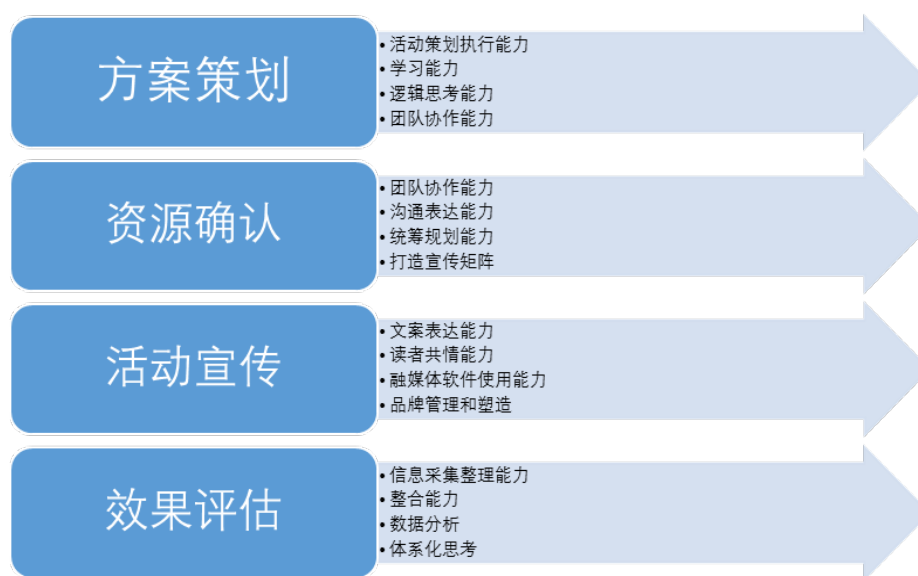 方案策划
• 活动策划执行能力
• 学习能力
• 逻辑思考能力
• 团队协作能力
资源确认
• 团队协作能力
• 沟通表达能力
• 统筹规划能力
• 打造宣传矩阵
活动宣传
• 文案表达能力
• 读者共情能力
• 融媒体软件使用能力
• 品牌管理和塑造
效果评估
• 信息采集整理能力
• 整合能力
• 数据分析
• 体系化思考